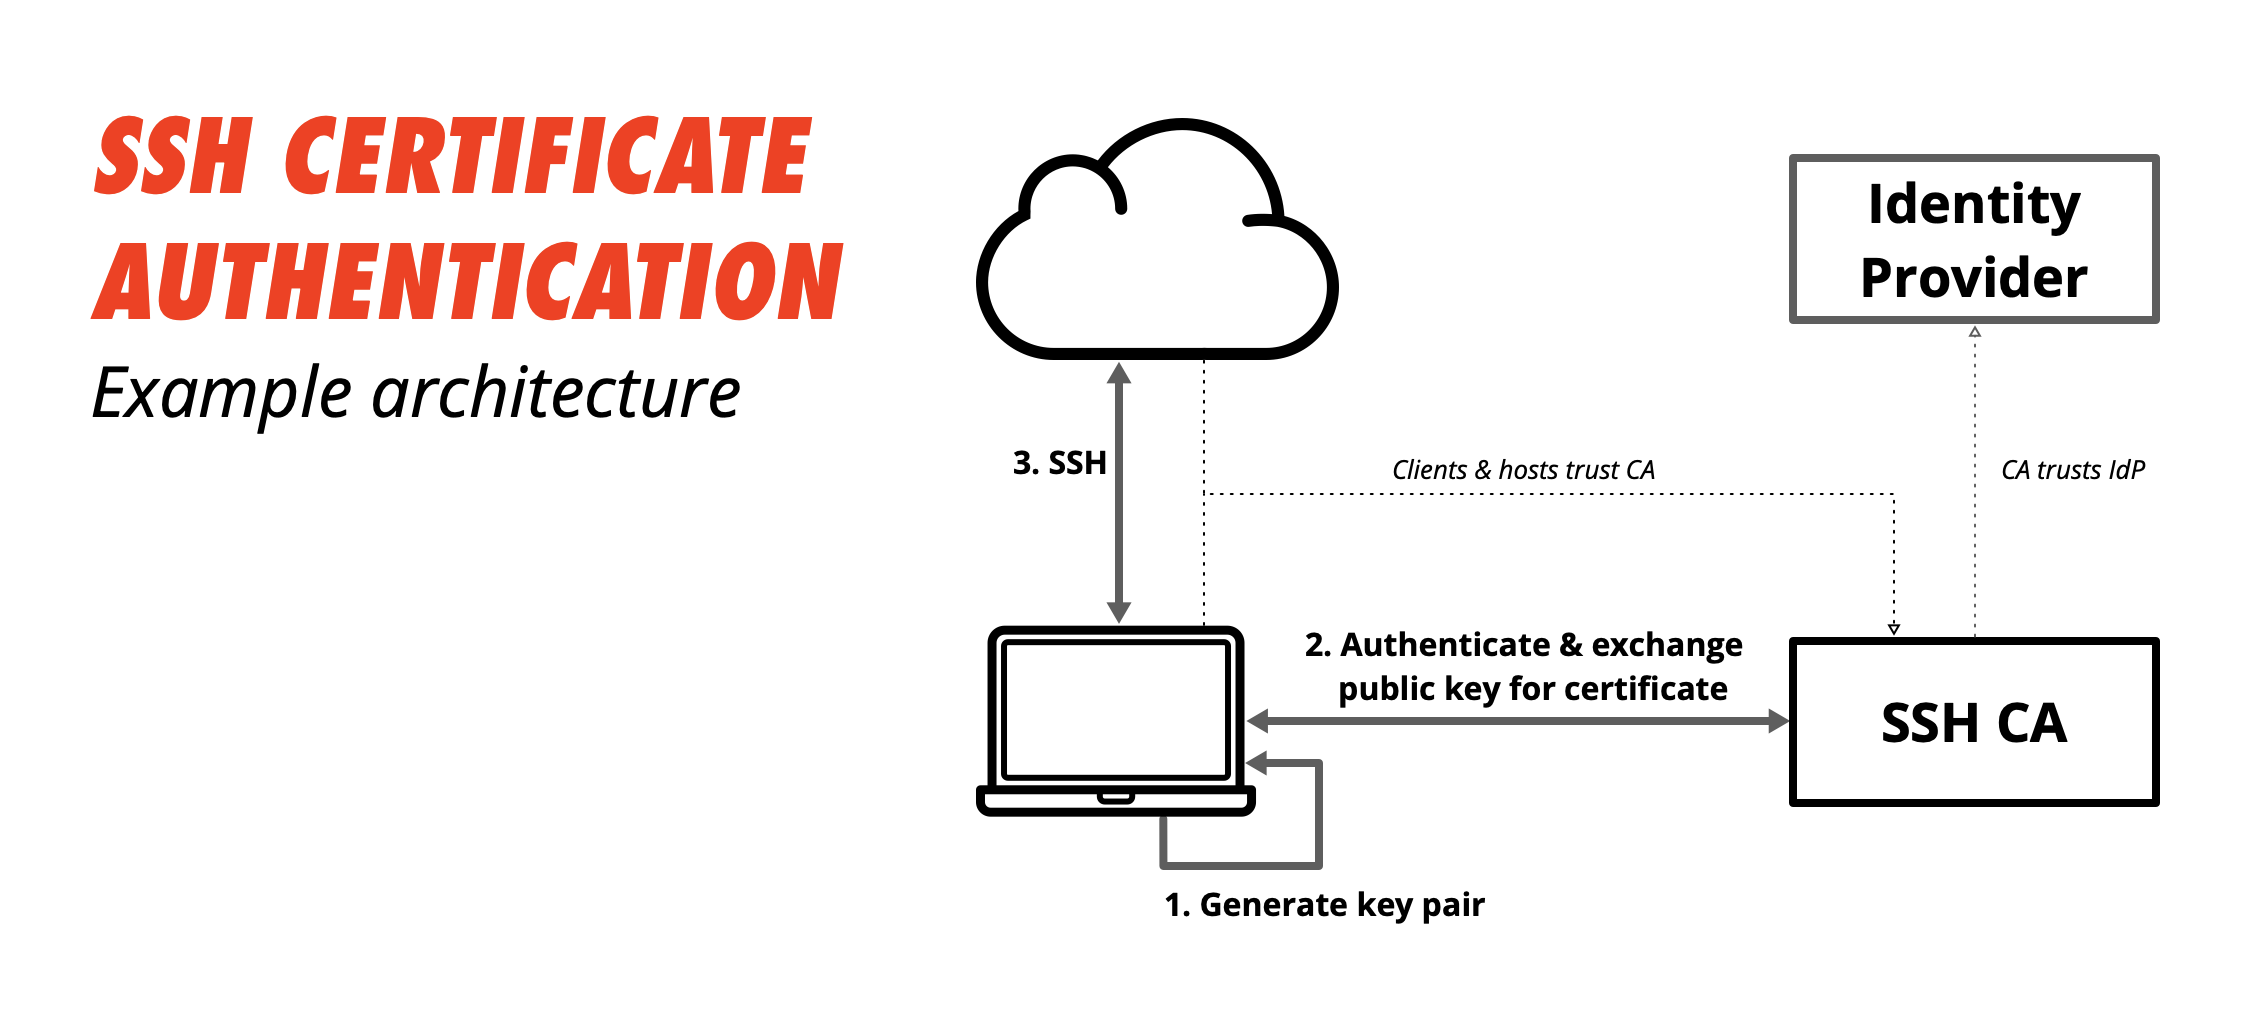 SSH CERTIFICATE
AUTHENTICATION
Example architecture
Identity
Provider
3. SSH
Clients & hosts trust CA
CA trusts IdP
2. Authenticate & exchange
public key for certificate
SSH CA
1. Generate key pair